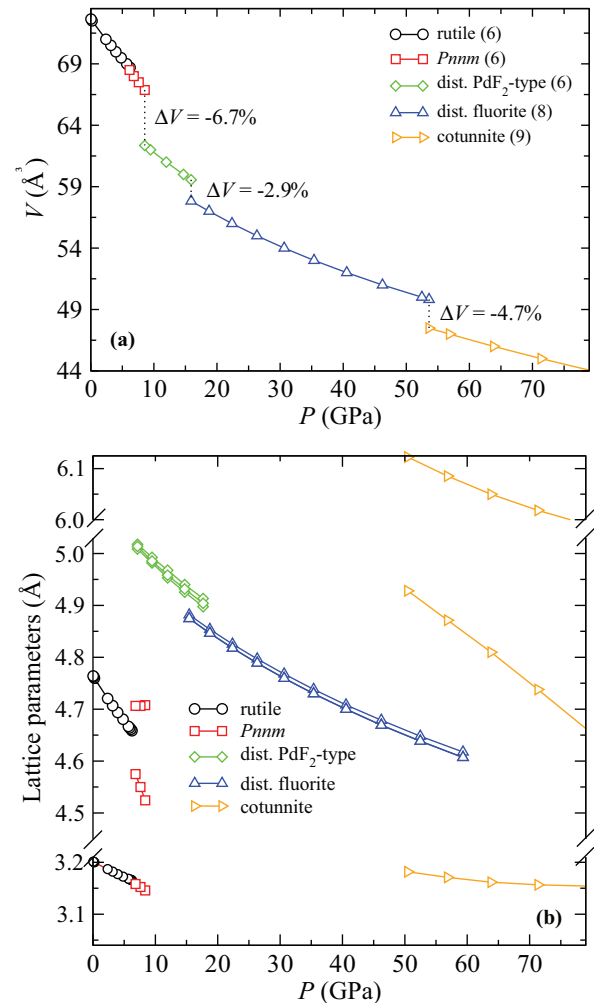 (a)
rutile (6)
Pnnm (6)
dist. PdF₂-type (6)
dist. fluorite (8)
cotunnite (9)
ΔV = -6.7%
ΔV = -2.9%
ΔV = -4.7%
V (Å³)
69
64
59
54
49
44
0 10 20 30 40 50 60 70
P (GPa)
Lattice parameters (Å)
6.1
6.0
5.0
4.9
4.8
4.7
4.6
4.5
3.2
3.1
rutile
Pnnm
dist. PdF₂-type
dist. fluorite
cotunnite
(b)
0 10 20 30 40 50 60 70
P (GPa)